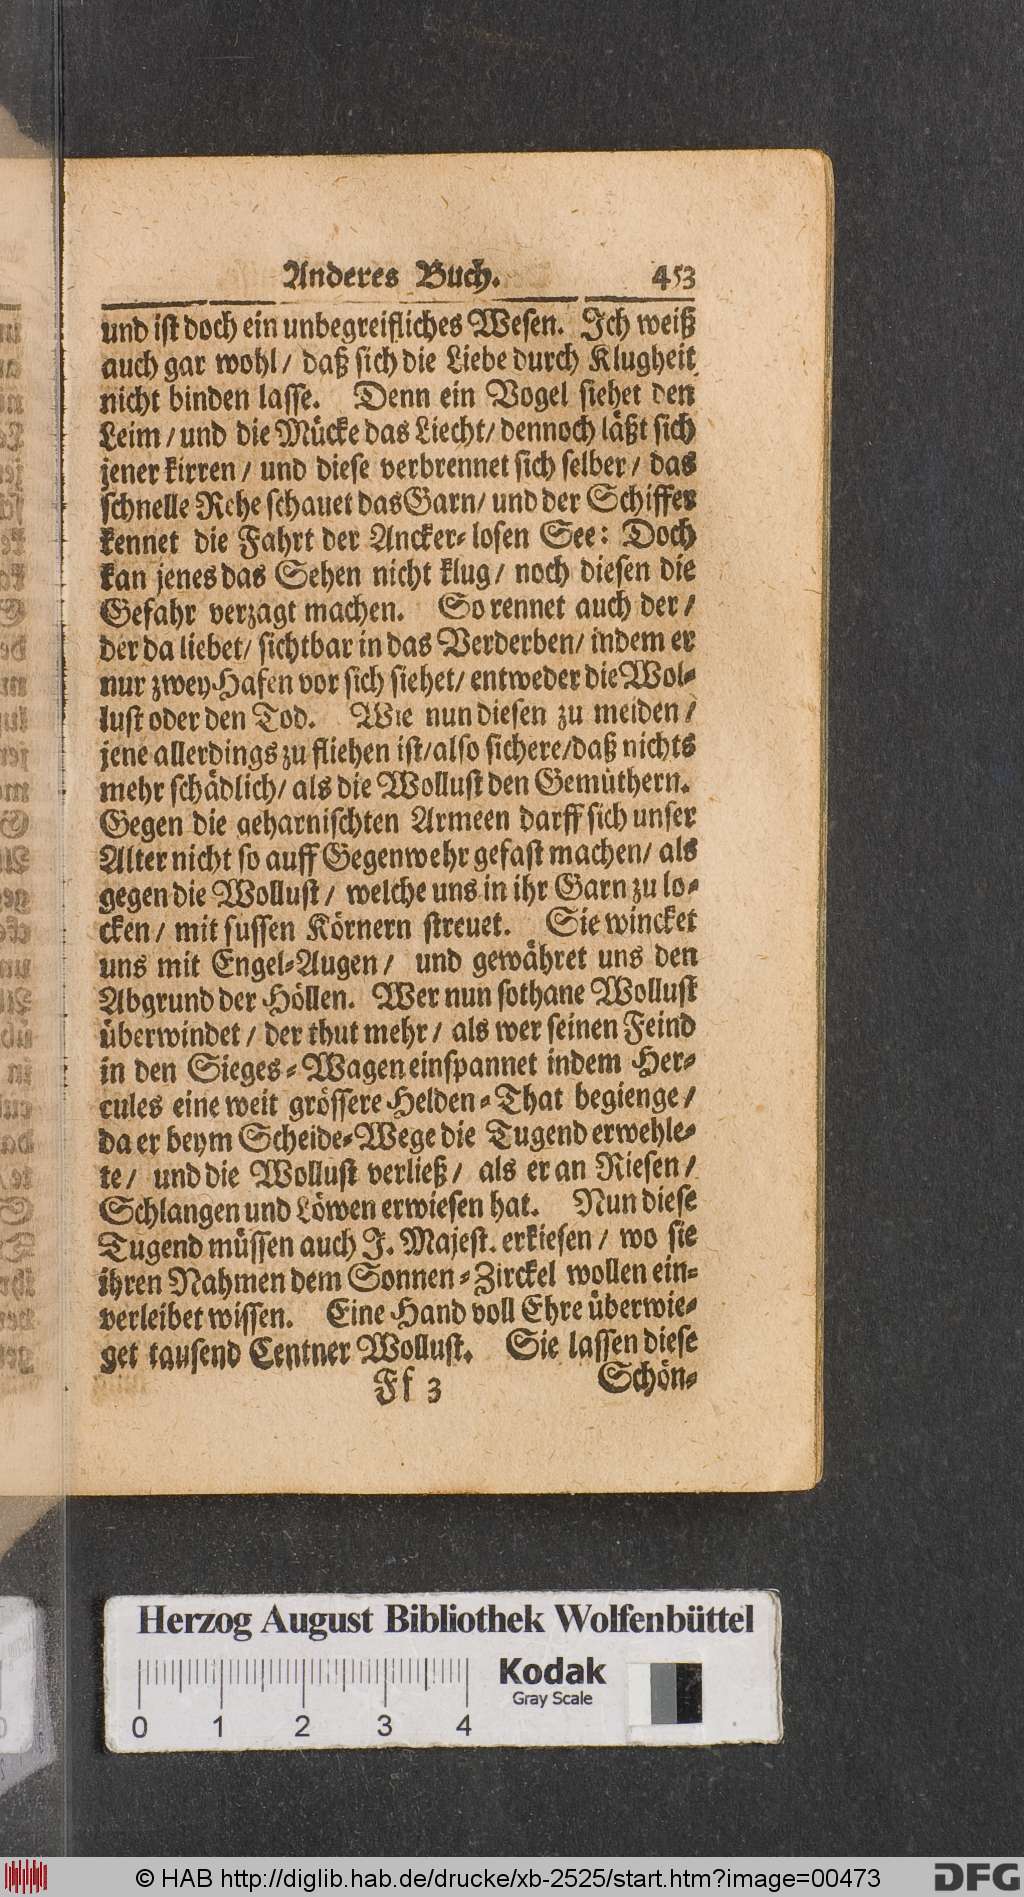 Anderes Buch. 453
und ist doch ein unbegreifliches Wesen. Ich weiß
auch gar wohl / daß sich die Liebe durch Klugheit
nicht binden lasse. Denn ein Vogel siehet den
Leim / und die Mücke das Liecht / dennoch läßt sich
jener kirren / und diese verbrennet sich selber / das
schnelle Rehe schauet das Garn / und der Schiffer
kennet die Fahrt der Ancker-losen See: Doch
kan jenes das Sehen nicht klug / noch diesen die
Gefahr verzagt machen. So rennet auch der /
der da liebet / sichtbar in das Verderben / indem er
nur zwey Hafen vor sich siehet / entweder die Wol-
lust oder den Tod. Wie nun diesen zu meiden /
jene allerdings zu fliehen ist / also sichere / daß nichts
mehr schädlich / als die Wollust den Gemüthern.
Gegen die geharnischten Armeen darff sich unser
Alter nicht so auff Gegenwehr gefast machen / als
gegen die Wollust / welche uns in ihr Garn zu lo-
cken / mit sussen Körnern streuet. Sie wincket
uns mit Engel-Augen / und gewähret uns den
Abgrund der Höllen. Wer nun sothane Wollust
überwindet / der thut mehr / als wer seinen Feind
in den Sieges-Wagen einspannet indem Her-
cules eine weit grössere Helden-That begienge /
da er beym Scheide-Wege die Tugend erwehle-
te / und die Wollust verließ / als er an Riesen /
Schlangen und Löwen erwiesen hat. Nun diese
Tugend müssen auch J. Majest. erkiesen / wo sie
ihren Nahmen dem Sonnen-Zirckel wollen ein-
verleibet wissen. Eine Hand voll Ehre überwie-
get tausend Centner Wollust. Sie lassen diese
Ff 3 Schön-
Herzog August Bibliothek Wolfenbüttel
Kodak
Gray Scale
0 1 2 3 4
© HAB http://diglib.hab.de/drucke/xb-2525/start.htm?image=00473
DFG